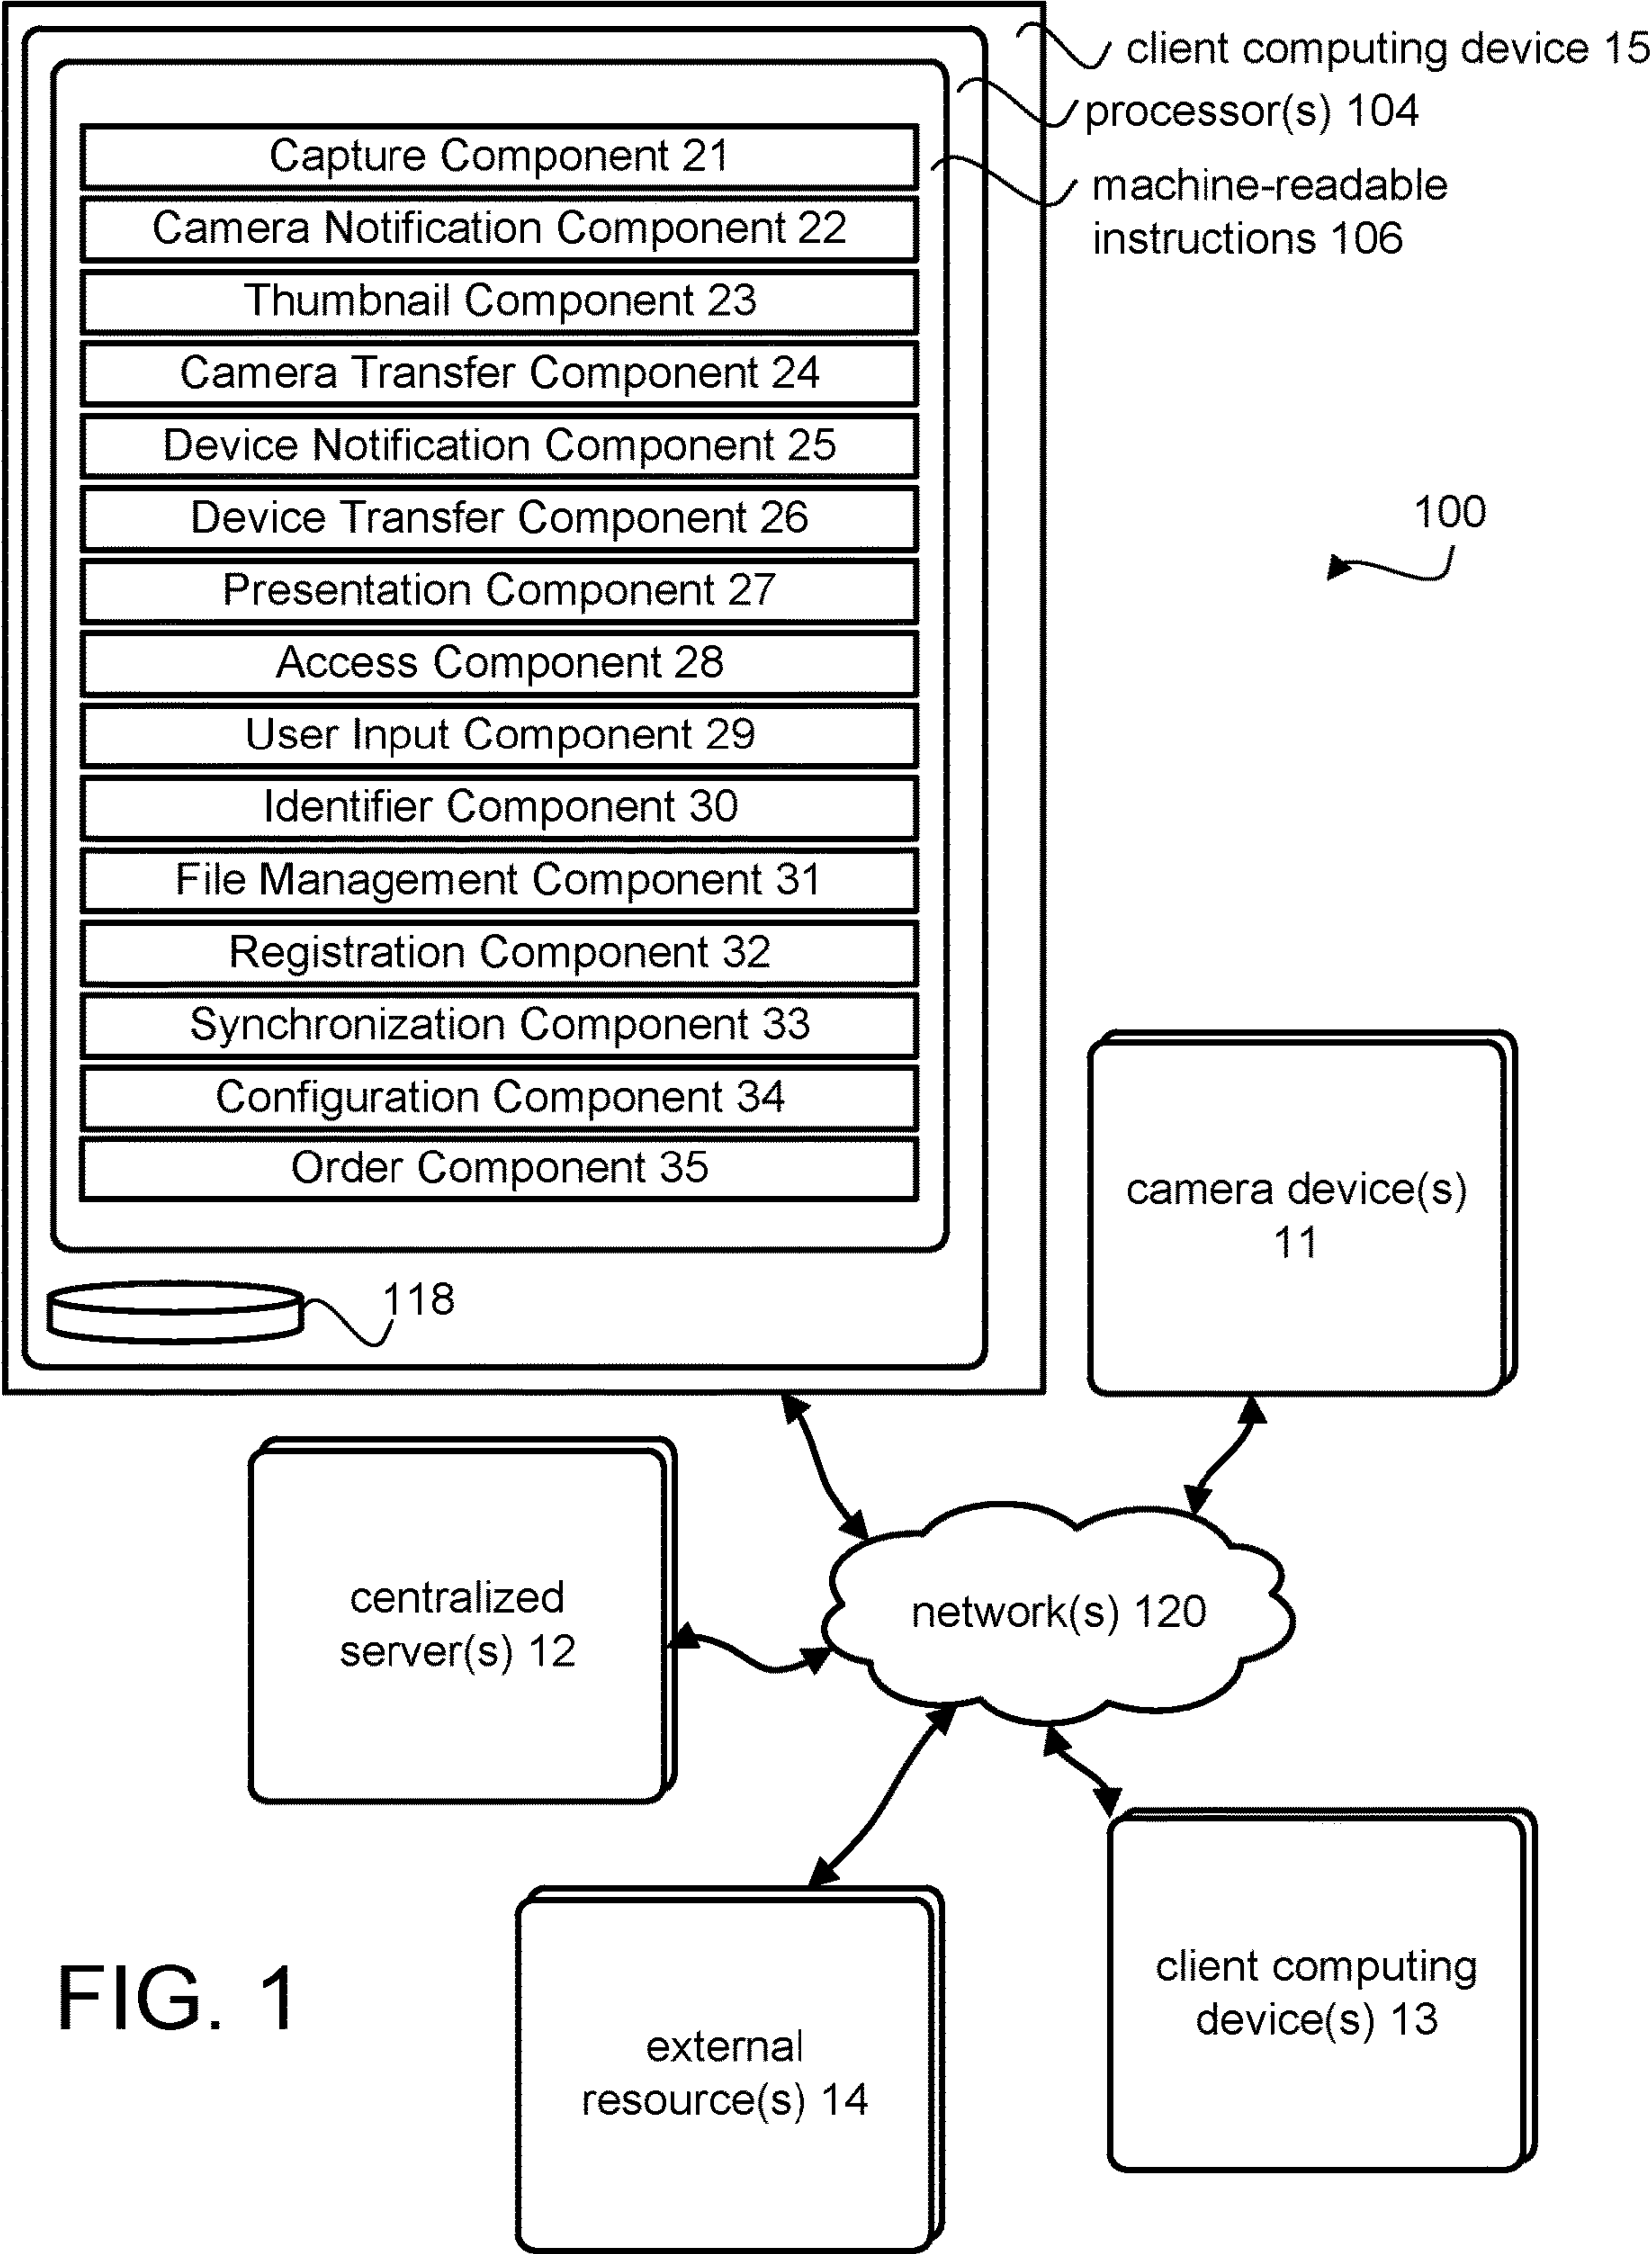 client computing device 15
processor(s) 104
machine-readable
instructions 106
Capture Component 21
Camera Notification Component 22
Thumbnail Component 23
Camera Transfer Component 24
Device Notification Component 25
Device Transfer Component 26
Presentation Component 27
Access Component 28
User Input Component 29
Identifier Component 30
File Management Component 31
Registration Component 32
Synchronization Component 33
Configuration Component 34
Order Component 35
118
100
camera device(s)
11
centralized
server(s) 12
network(s) 120
client computing
device(s) 13
external
resource(s) 14
FIG. 1